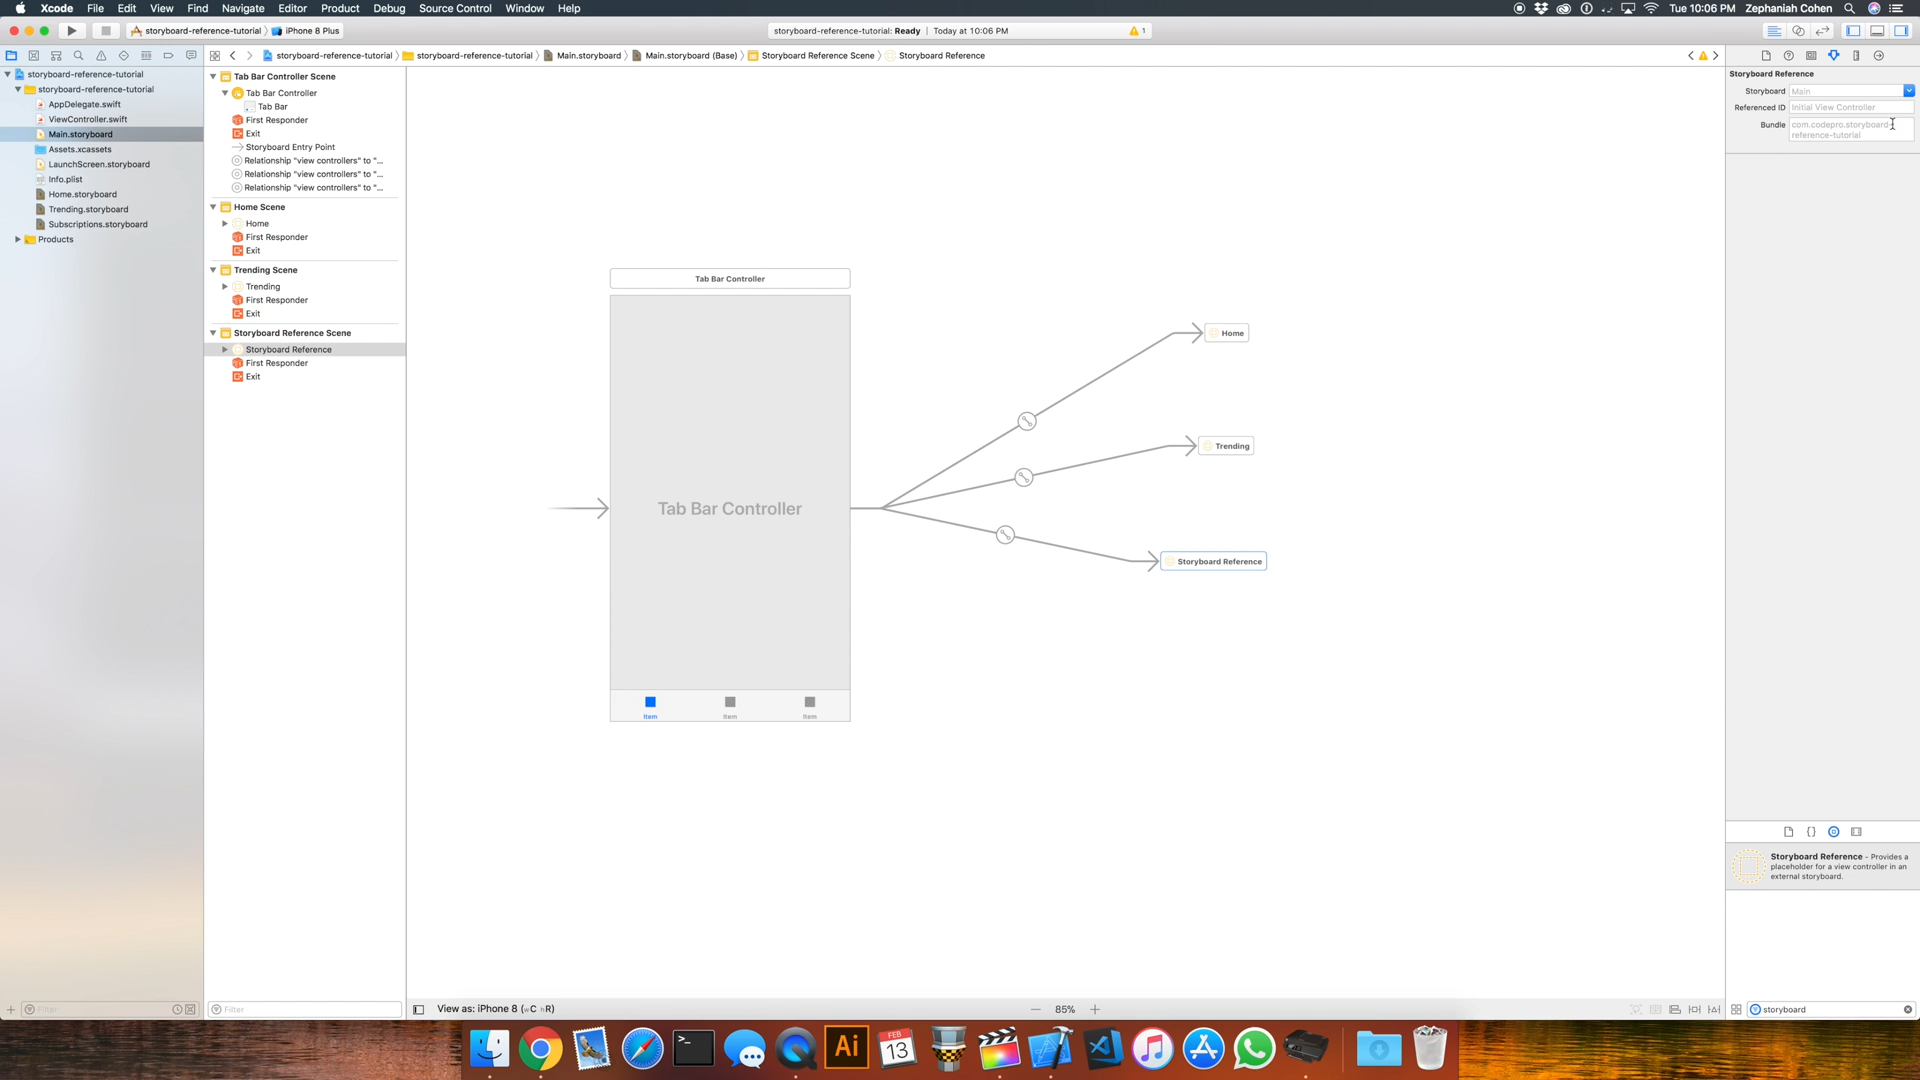 Xcode File Edit View Find Navigate Editor Product Debug Source Control Window Help
Tue 10:06 PM Zephaniah Cohen
storyboard-reference-tutorial iPhone 8 Plus
storyboard-reference-tutorial: Ready | Today at 10:06 PM
1
storyboard-reference-tutorial
storyboard-reference-tutorial
AppDelegate.swift
ViewController.swift
Main.storyboard
Assets.xcassets
LaunchScreen.storyboard
Info.plist
Home.storyboard
Trending.storyboard
Subscriptions.storyboard
Products
Filter
storyboard-reference-tutorial storyboard-reference-tutorial Main.storyboard Main.storyboard (Base) Storyboard Reference Scene Storyboard Reference
Tab Bar Controller Scene
Tab Bar Controller
Tab Bar
First Responder
Exit
Storyboard Entry Point
Relationship "view controllers" to "...
Relationship "view controllers" to "...
Relationship "view controllers" to "...
Home Scene
Home
First Responder
Exit
Trending Scene
Trending
First Responder
Exit
Storyboard Reference Scene
Storyboard Reference
First Responder
Exit
Filter
Tab Bar Controller
Tab Bar Controller
Item Item Item
Home
Trending
Storyboard Reference
View as: iPhone 8 (wC hR)
85%
Storyboard Reference
Storyboard Main
Referenced ID Initial View Controller
Bundle com.codepro.storyboard-
reference-tutorial
Storyboard Reference - Provides a
placeholder for a view controller in an
external storyboard.
storyboard
Ai
FEB
13